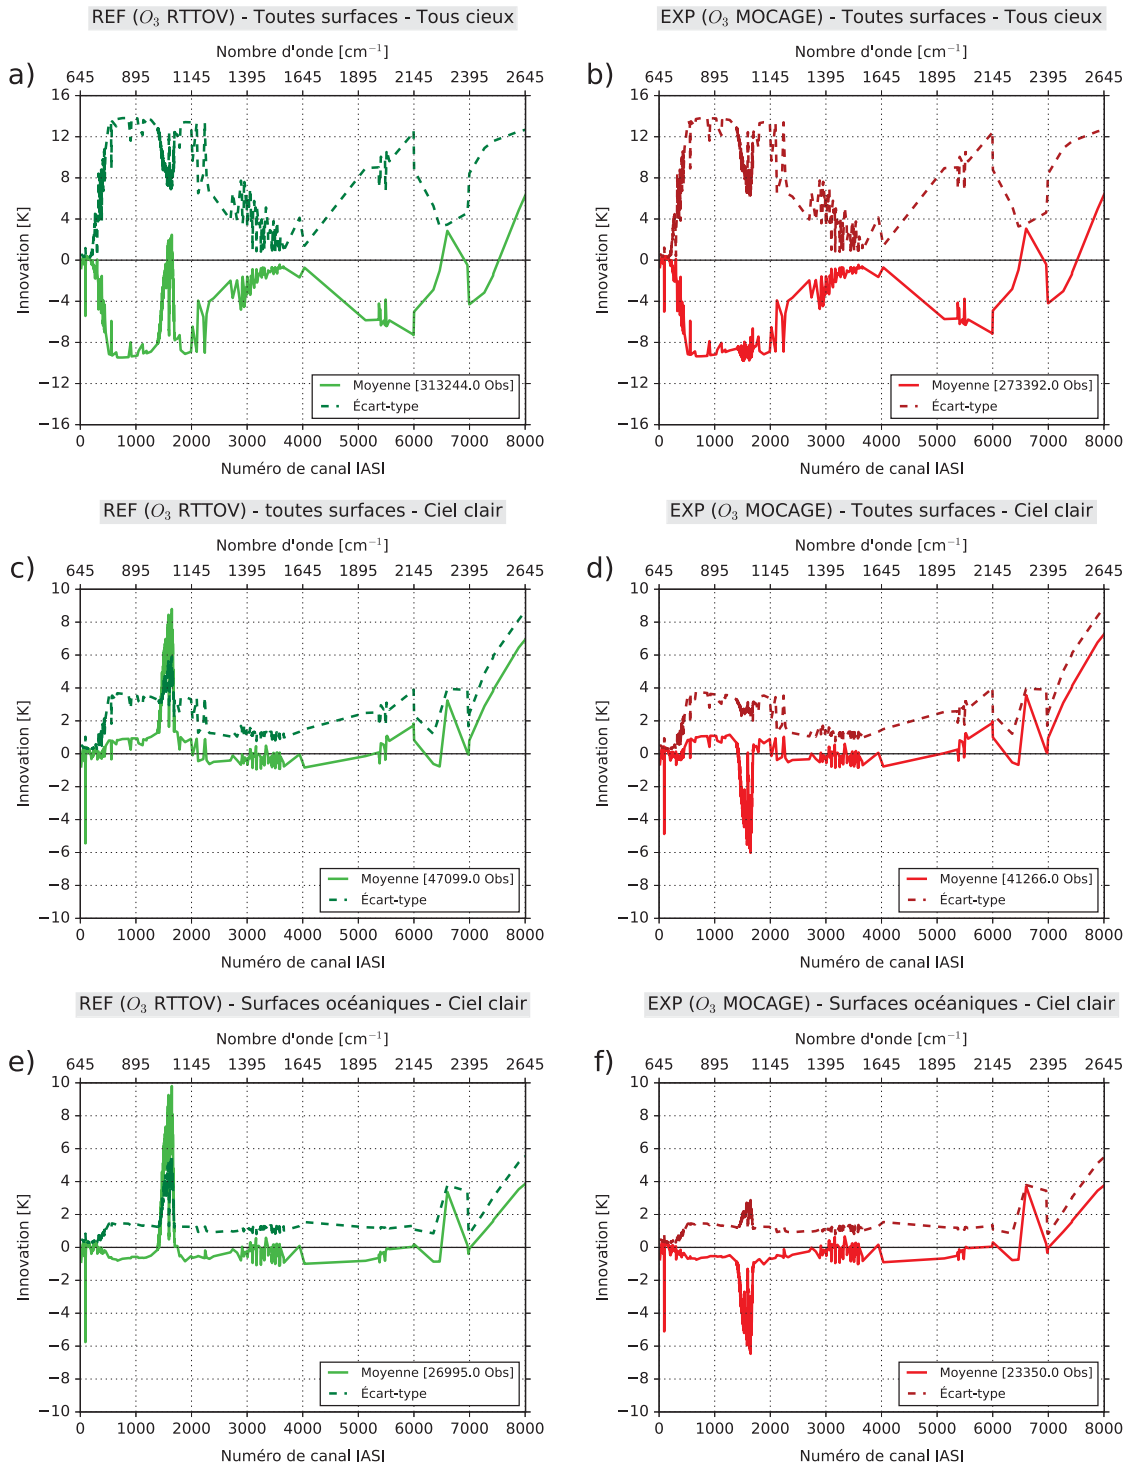 REF (O₃ RTTOV) - Toutes surfaces - Tous cieux
Nombre d'onde [cm⁻¹]
a)
645 895 1145 1395 1645 1895 2145 2395 2645
Innovation [K]
16
12
8
4
0
−4
−8
−12
−16
Moyenne [313244.0 Obs]
Écart-type
0 1000 2000 3000 4000 5000 6000 7000 8000
Numéro de canal IASI
EXP (O₃ MOCAGE) - Toutes surfaces - Tous cieux
Nombre d'onde [cm⁻¹]
b)
645 895 1145 1395 1645 1895 2145 2395 2645
Innovation [K]
16
12
8
4
0
−4
−8
−12
−16
Moyenne [273392.0 Obs]
Écart-type
0 1000 2000 3000 4000 5000 6000 7000 8000
Numéro de canal IASI
REF (O₃ RTTOV) - toutes surfaces - Ciel clair
Nombre d'onde [cm⁻¹]
c)
645 895 1145 1395 1645 1895 2145 2395 2645
Innovation [K]
10
8
6
4
2
0
−2
−4
−6
−8
−10
Moyenne [47099.0 Obs]
Écart-type
0 1000 2000 3000 4000 5000 6000 7000 8000
Numéro de canal IASI
EXP (O₃ MOCAGE) - Toutes surfaces - Ciel clair
Nombre d'onde [cm⁻¹]
d)
645 895 1145 1395 1645 1895 2145 2395 2645
Innovation [K]
10
8
6
4
2
0
−2
−4
−6
−8
−10
Moyenne [41266.0 Obs]
Écart-type
0 1000 2000 3000 4000 5000 6000 7000 8000
Numéro de canal IASI
REF (O₃ RTTOV) - Surfaces océaniques - Ciel clair
Nombre d'onde [cm⁻¹]
e)
645 895 1145 1395 1645 1895 2145 2395 2645
Innovation [K]
10
8
6
4
2
0
−2
−4
−6
−8
−10
Moyenne [26995.0 Obs]
Écart-type
0 1000 2000 3000 4000 5000 6000 7000 8000
Numéro de canal IASI
EXP (O₃ MOCAGE) - Surfaces océaniques - Ciel clair
Nombre d'onde [cm⁻¹]
f)
645 895 1145 1395 1645 1895 2145 2395 2645
Innovation [K]
10
8
6
4
2
0
−2
−4
−6
−8
−10
Moyenne [23350.0 Obs]
Écart-type
0 1000 2000 3000 4000 5000 6000 7000 8000
Numéro de canal IASI